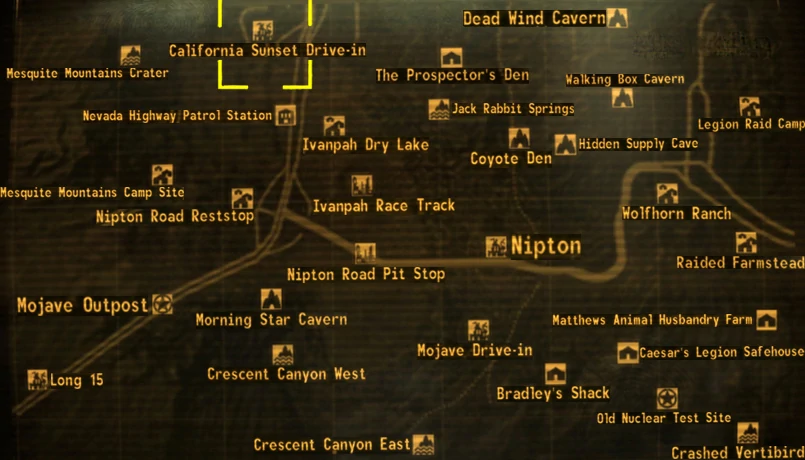 Dead Wind Cavern
California Sunset Drive-in
Mesquite Mountains Crater
The Prospector's Den
Walking Box Cavern
Nevada Highway Patrol Station
Jack Rabbit Springs
Legion Raid Camp
Ivanpah Dry Lake
Coyote Den
Hidden Supply Cave
Mesquite Mountains Camp Site
Nipton Road Reststop
Ivanpah Race Track
Wolfhorn Ranch
Nipton
Raided Farmstead
Nipton Road Pit Stop
Mojave Outpost
Morning Star Cavern
Matthews Animal Husbandry Farm
Mojave Drive-in
Caesar's Legion Safehouse
Crescent Canyon West
Long 15
Bradley's Shack
Old Nuclear Test Site
Crescent Canyon East
Crashed Vertibird